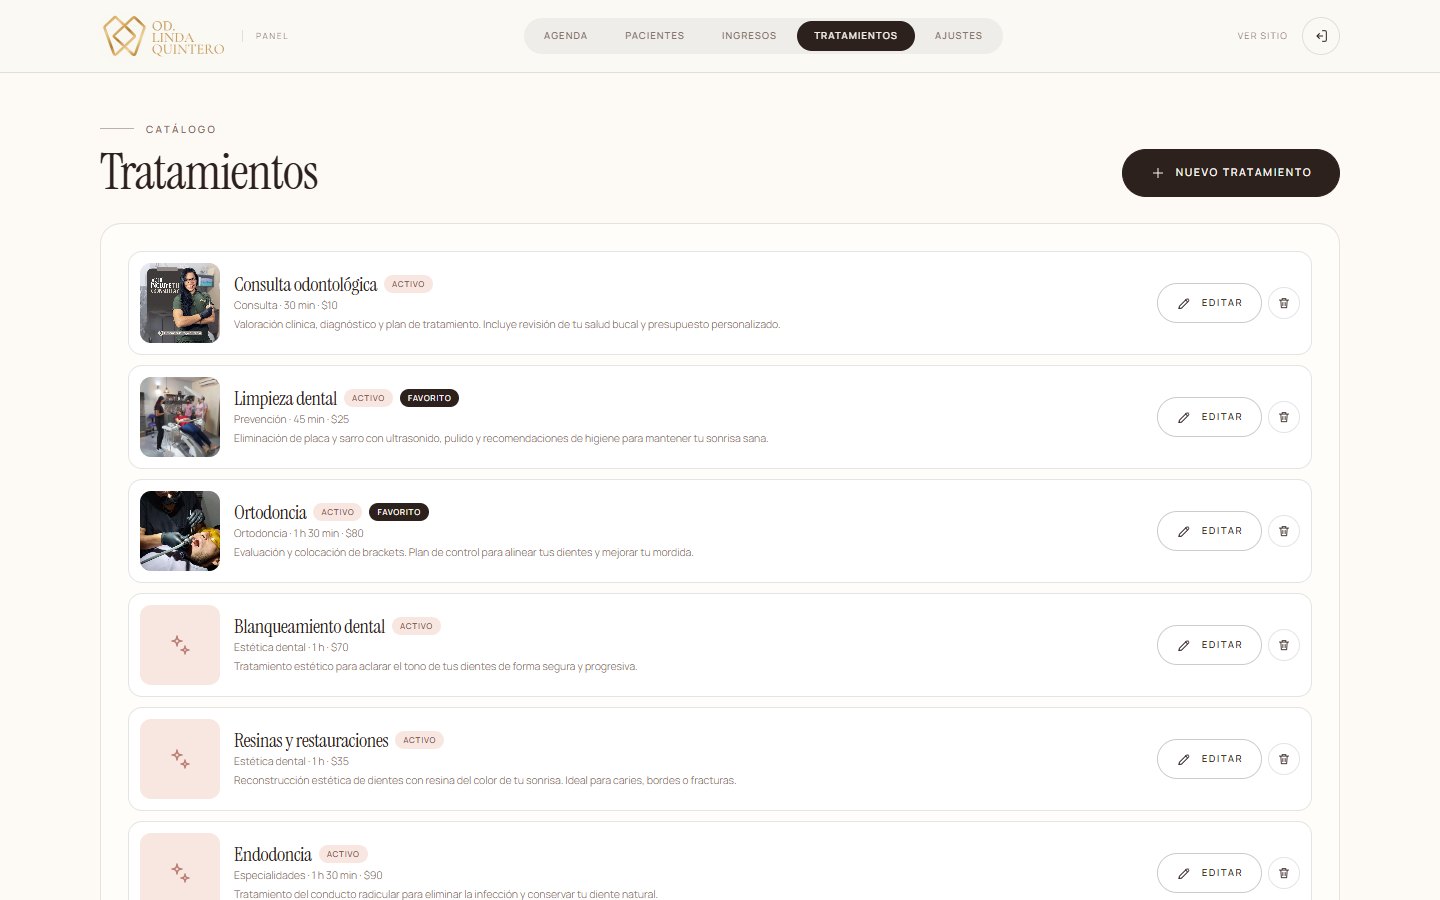 OD.
LINDA
QUINTERO
PANEL
AGENDA
PACIENTES
INGRESOS
TRATAMIENTOS
AJUSTES
VER SITIO
CATÁLOGO
Tratamientos
NUEVO TRATAMIENTO
Consulta odontológica
ACTIVO
Consulta · 30 min · $10
Valoración clínica, diagnóstico y plan de tratamiento. Incluye revisión de tu salud bucal y presupuesto personalizado.
EDITAR
Limpieza dental
ACTIVO
FAVORITO
Prevención · 45 min · $25
Eliminación de placa y sarro con ultrasonido, pulido y recomendaciones de higiene para mantener tu sonrisa sana.
EDITAR
Ortodoncia
ACTIVO
FAVORITO
Ortodoncia · 1 h 30 min · $80
Evaluación y colocación de brackets. Plan de control para alinear tus dientes y mejorar tu mordida.
EDITAR
Blanqueamiento dental
ACTIVO
Estética dental · 1 h · $70
Tratamiento estético para aclarar el tono de tus dientes de forma segura y progresiva.
EDITAR
Resinas y restauraciones
ACTIVO
Estética dental · 1 h · $35
Reconstrucción estética de dientes con resina del color de tu sonrisa. Ideal para caries, bordes o fracturas.
EDITAR
Endodoncia
ACTIVO
Especialidades · 1 h 30 min · $90
Tratamiento del conducto radicular para eliminar la infección y conservar tu diente natural.
EDITAR